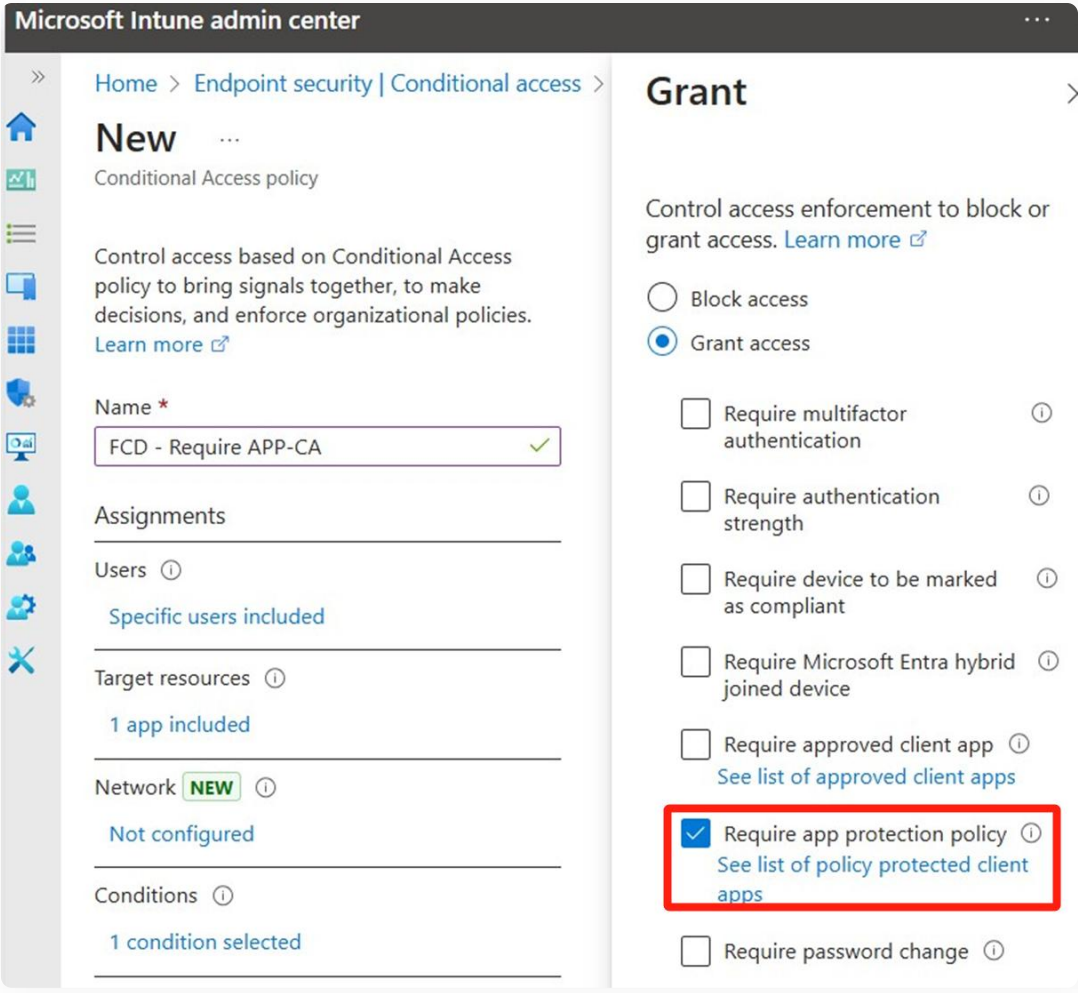 Microsoft Intune admin center
Home > Endpoint security | Conditional access >
New ...
Conditional Access policy
Control access based on Conditional Access
policy to bring signals together, to make
decisions, and enforce organizational policies.
Learn more
Name *
FCD - Require APP-CA
Assignments
Users
Specific users included
Target resources
1 app included
Network NEW
Not configured
Conditions
1 condition selected
Grant
Control access enforcement to block or
grant access. Learn more
Block access
Grant access
Require multifactor
authentication
Require authentication
strength
Require device to be marked
as compliant
Require Microsoft Entra hybrid
joined device
Require approved client app
See list of approved client apps
Require app protection policy
See list of policy protected client
apps
Require password change